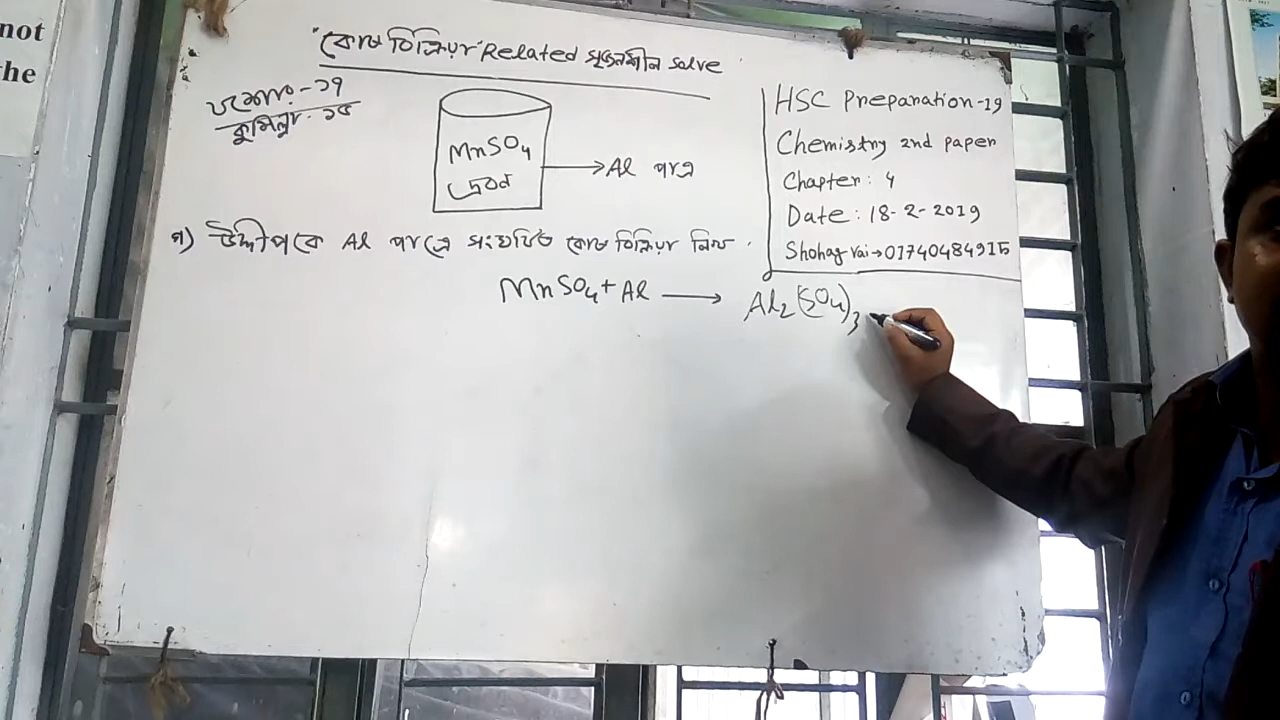 not
the
"কোষ বিক্রিয়া" Related সৃজনশীল Solve
যশোর-১৭
কুমিল্লা-১৫
MnSO4
দ্রবণ
Al পাত্র
HSC Preparation-19
Chemistry 2nd paper
Chapter: 4
Date: 18-2-2019
Shohag vai→01740484915
গ) উদ্দীপকে Al পাত্রে সংঘটিত কোষ বিক্রিয়া লিখ
MnSO4 + Al ⟶ Al2(SO4)3